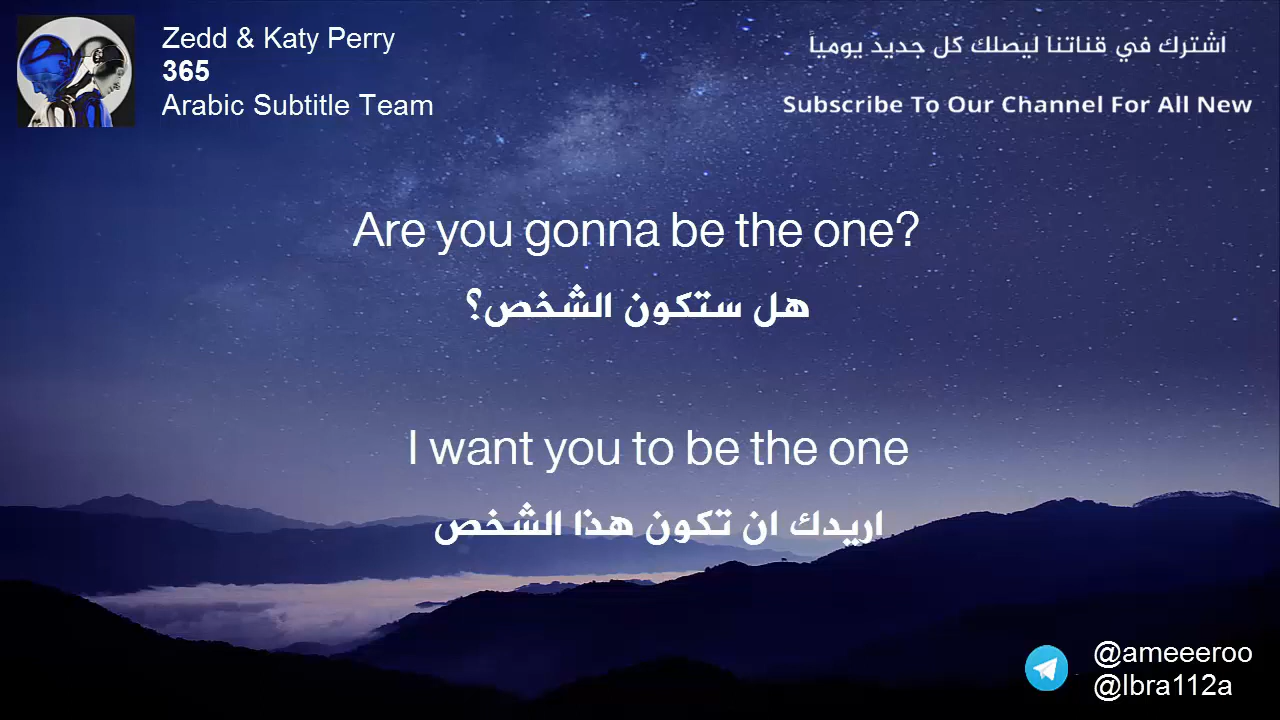 Zedd & Katy Perry
365
Arabic Subtitle Team
اشترك في قناتنا ليصلك كل جديد يومياً
Subscribe To Our Channel For All New
Are you gonna be the one?
هل ستكون الشخص؟
I want you to be the one
اريدك ان تكون هذا الشخص
@ameeeroo
@Ibra112a